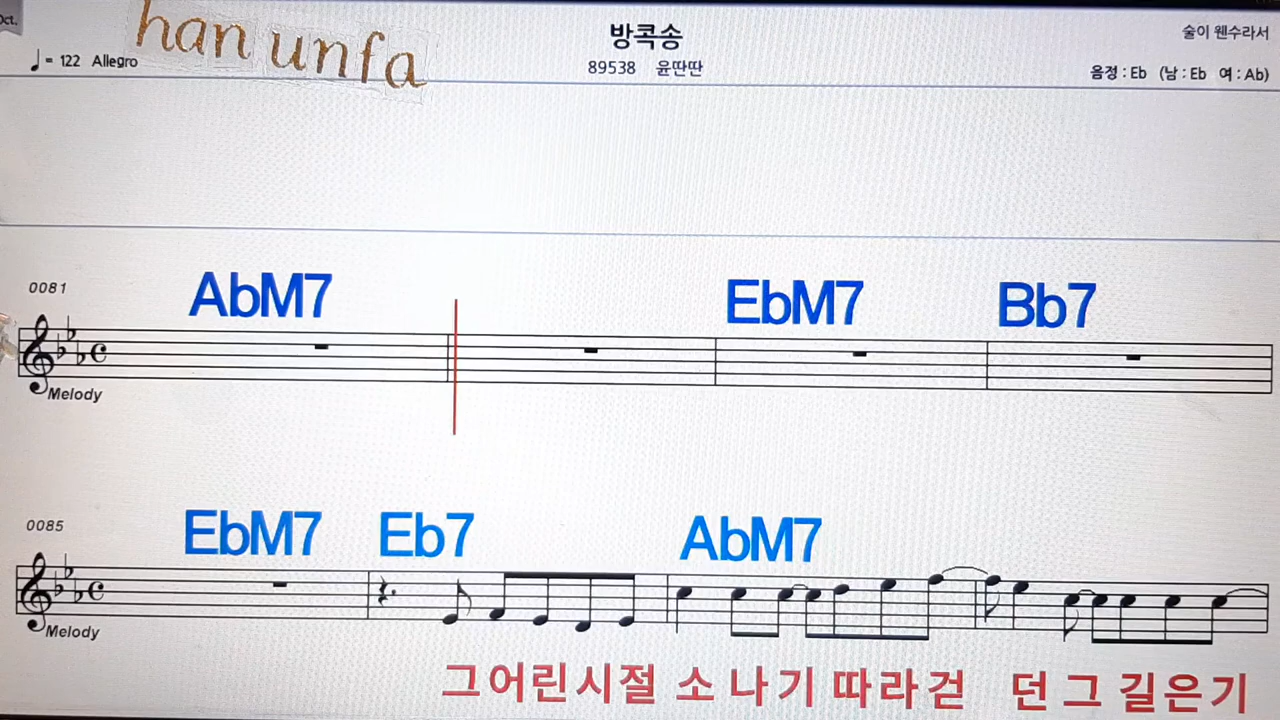 Oct.
han unfa
방콕송
술이 웬수라서
♩= 122 Allegro
89538 윤딴딴
음정 : Eb (남 : Eb 여 : Ab)
0081
AbM7 EbM7 Bb7
Melody
0085
EbM7 Eb7 AbM7
Melody
그어린시절 소나기 따라걷 던 그 길은기